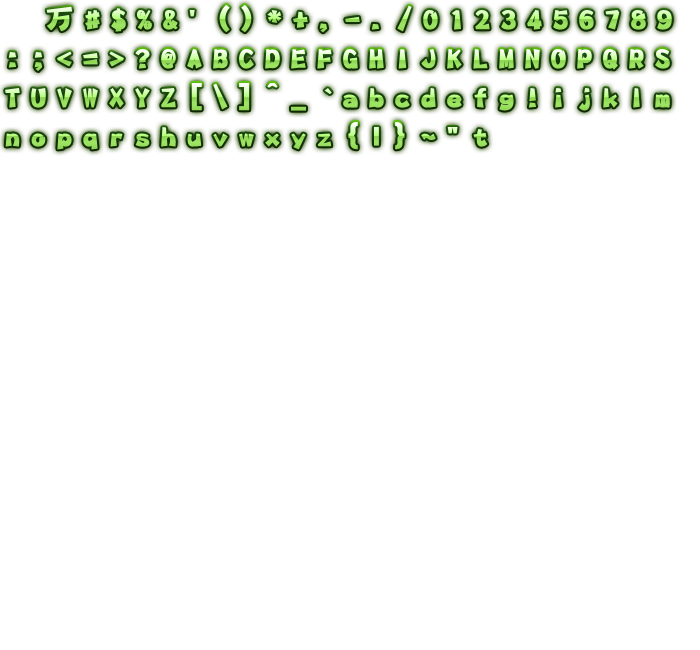 万 # $ % & ' ( ) * + , - . / 0 1 2 3 4 5 6 7 8 9
: ; < = > ? @ A B C D E F G H I J K L M N O P Q R S
T U V W X Y Z [ \ ] ^ _ ` a b c d e f g ! i j k l m
n o p q r s h u v w x y z { | } ~ " t